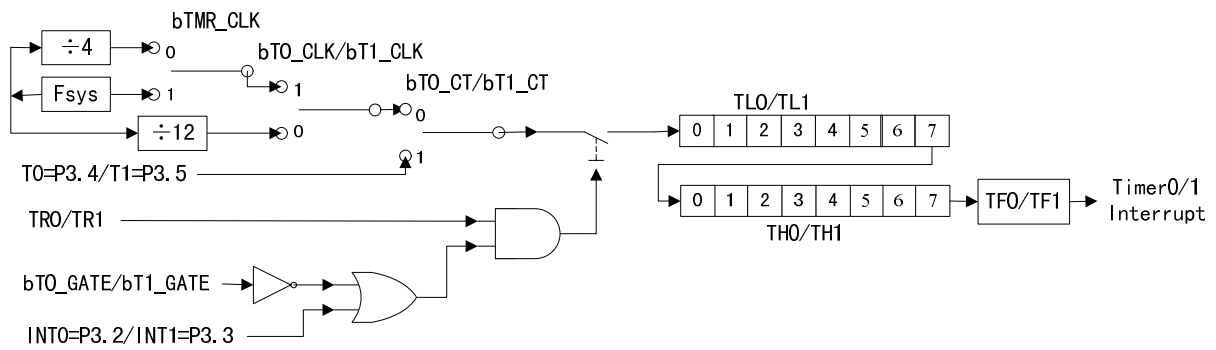 bTMR_CLK
÷4
0
bT0_CLK/bT1_CLK
Fsys
1
1
bT0_CT/bT1_CT
0
÷12
0
TL0/TL1
0 1 2 3 4 5 6 7
1
T0=P3.4/T1=P3.5
0 1 2 3 4 5 6 7
TH0/TH1
TF0/TF1
Timer0/1
Interrupt
TR0/TR1
bT0_GATE/bT1_GATE
INT0=P3.2/INT1=P3.3